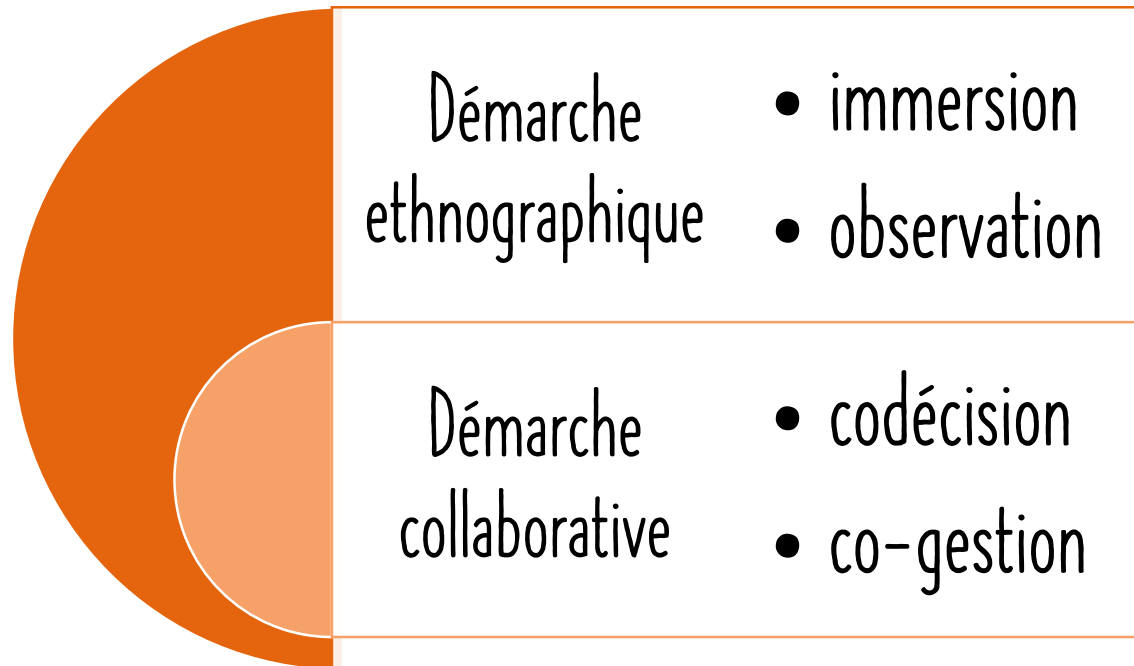 Démarche
ethnographique
• immersion
• observation
Démarche
collaborative
• codécision
• co-gestion